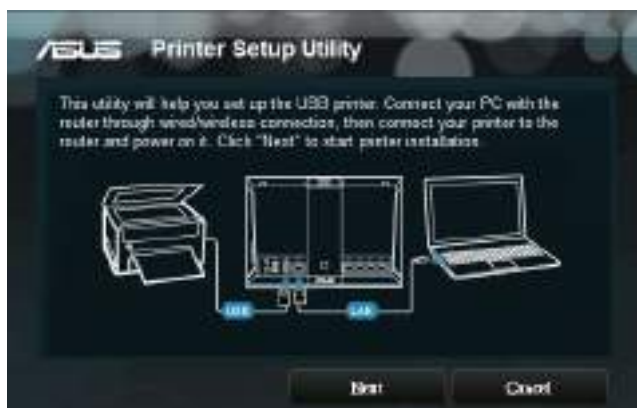 ASUS Printer Setup Utility
This utility will help you set up the USB printer. Connect your PC with the
router through wired/wireless connection, then connect your printer to the
router and power on it. Click "Next" to start printer installation
USB LAN
Next Cancel